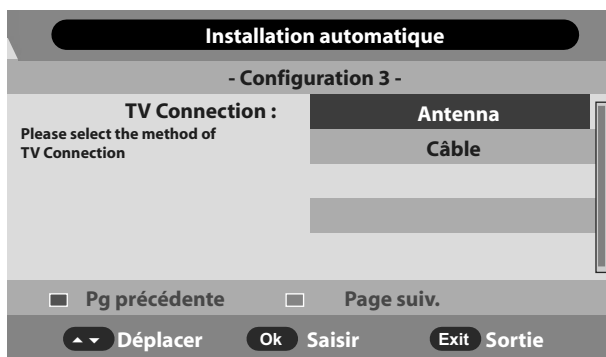 Installation automatique
- Configuration 3 -
TV Connection :
Please select the method of
TV Connection
Antenna
Câble
Pg précédente Page suiv.
Déplacer Ok Saisir Exit Sortie